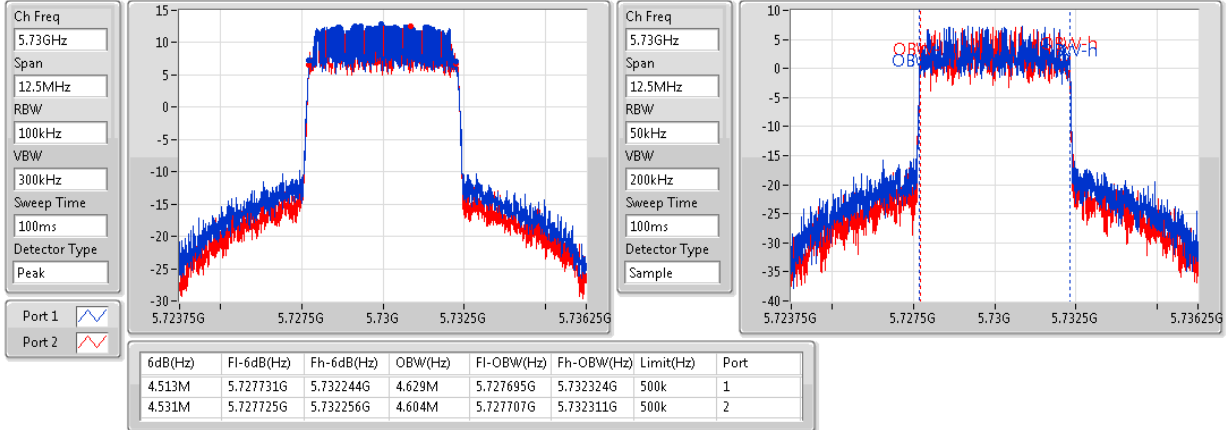 Ch Freq
5.73GHz
Span
12.5MHz
RBW
100kHz
VBW
300kHz
Sweep Time
100ms
Detector Type
Peak
Port 1
Port 2
15
10
5
0
-5
-10
-15
-20
-25
-30
5.72375G 5.7275G 5.73G 5.7325G 5.73625G
Ch Freq
5.73GHz
Span
12.5MHz
RBW
50kHz
VBW
200kHz
Sweep Time
100ms
Detector Type
Sample
10
5
0
-5
-10
-15
-20
-25
-30
-35
-40
5.72375G 5.7275G 5.73G 5.7325G 5.73625G
6dB(Hz) Fl-6dB(Hz) Fh-6dB(Hz) OBW(Hz) Fl-OBW(Hz) Fh-OBW(Hz) Limit(Hz) Port
4.513M 5.727731G 5.732244G 4.629M 5.727695G 5.732324G 500k 1
4.531M 5.727725G 5.732256G 4.604M 5.727707G 5.732311G 500k 2